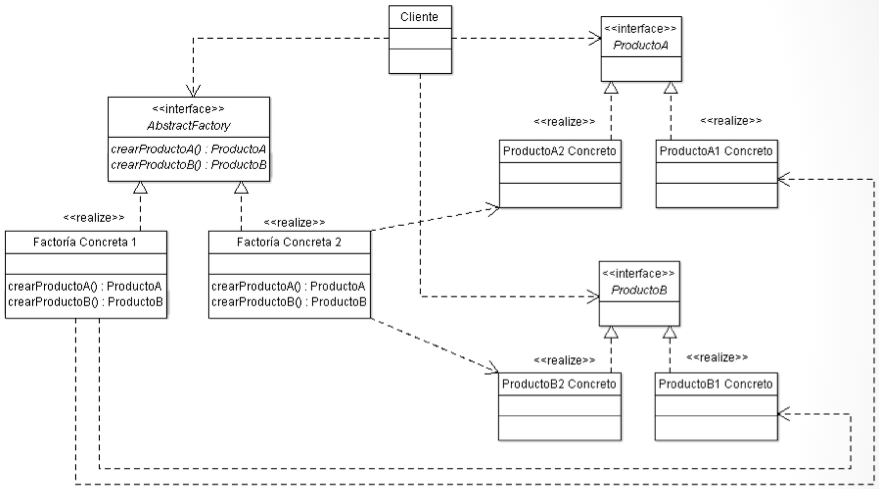 Cliente
<<interface>>
ProductoA
<<interface>>
AbstractFactory
crearProductoA() : ProductoA
crearProductoB() : ProductoB
<<realize>>
<<realize>>
ProductoA2 Concreto
ProductoA1 Concreto
<<realize>>
<<realize>>
Factoría Concreta 1
Factoría Concreta 2
crearProductoA() : ProductoA
crearProductoB() : ProductoB
crearProductoA() : ProductoA
crearProductoB() : ProductoB
<<interface>>
ProductoB
<<realize>>
<<realize>>
ProductoB2 Concreto
ProductoB1 Concreto